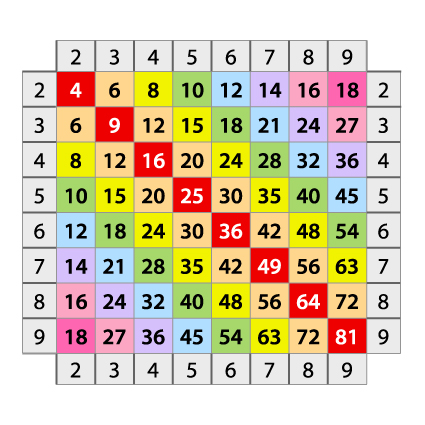 2 3 4 5 6 7 8 9
2 4 6 8 10 12 14 16 18 2
3 6 9 12 15 18 21 24 27 3
4 8 12 16 20 24 28 32 36 4
5 10 15 20 25 30 35 40 45 5
6 12 18 24 30 36 42 48 54 6
7 14 21 28 35 42 49 56 63 7
8 16 24 32 40 48 56 64 72 8
9 18 27 36 45 54 63 72 81 9
2 3 4 5 6 7 8 9